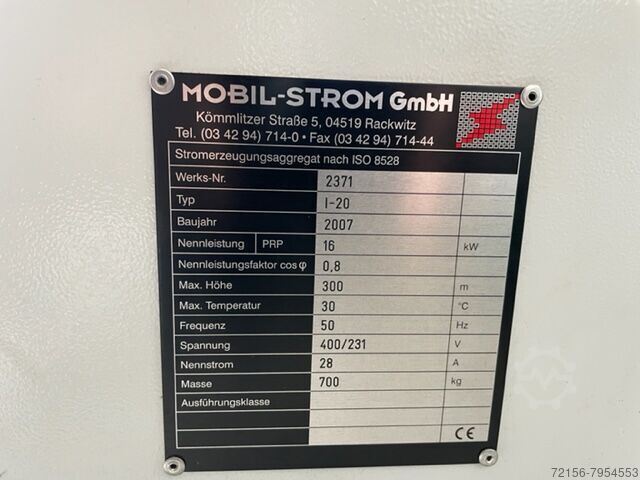 MOBIL-STROM GmbH
Kömmlitzer Straße 5, 04519 Rackwitz
Tel. (03 42 94) 714-0 • Fax (03 42 94) 714-44
Stromerzeugungsaggregat nach ISO 8528
Werks-Nr. 2371
Typ I-20
Baujahr 2007
Nennleistung PRP 16 kW
Nennleistungsfaktor cos φ 0,8
Max. Höhe 300 m
Max. Temperatur 30 °C
Frequenz 50 Hz
Spannung 400/231 V
Nennstrom 28 A
Masse 700 kg
Ausführungsklasse
CE
72156-7954553